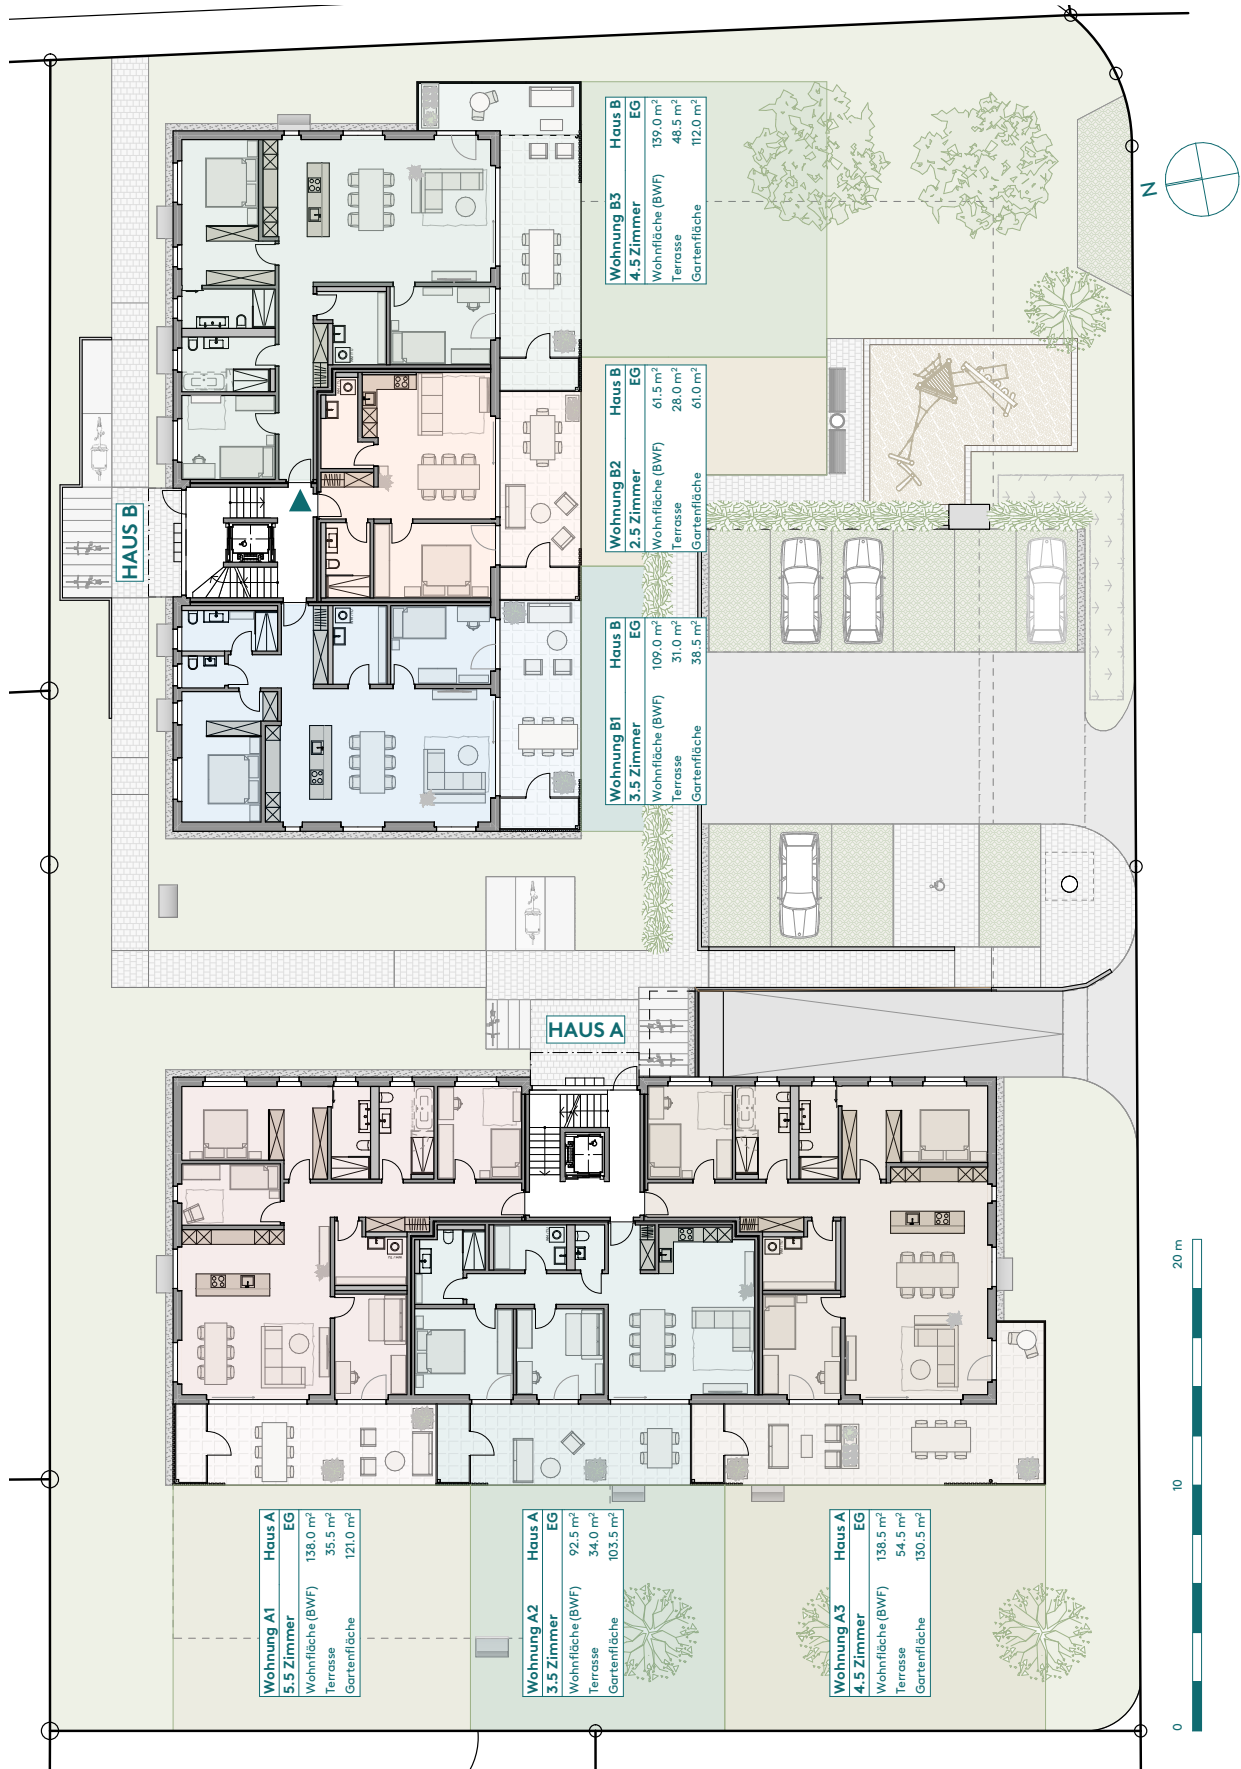 Wohnung B3 Haus B
4.5 Zimmer EG
Wohnfläche (BWF) 139.0 m²
Terrasse 48.5 m²
Gartenfläche 112.0 m²
N
Wohnung B2 Haus B
2.5 Zimmer EG
Wohnfläche (BWF) 61.5 m²
Terrasse 28.0 m²
Gartenfläche 61.0 m²
HAUS B
Wohnung B1 Haus B
3.5 Zimmer EG
Wohnfläche (BWF) 109.0 m²
Terrasse 31.0 m²
Gartenfläche 38.5 m²
HAUS A
Wohnung A1 Haus A
5.5 Zimmer EG
Wohnfläche (BWF) 138.0 m²
Terrasse 35.5 m²
Gartenfläche 121.0 m²
Wohnung A2 Haus A
3.5 Zimmer EG
Wohnfläche (BWF) 92.5 m²
Terrasse 34.0 m²
Gartenfläche 103.5 m²
Wohnung A3 Haus A
4.5 Zimmer EG
Wohnfläche (BWF) 138.5 m²
Terrasse 54.5 m²
Gartenfläche 130.5 m²
0 10 20 m